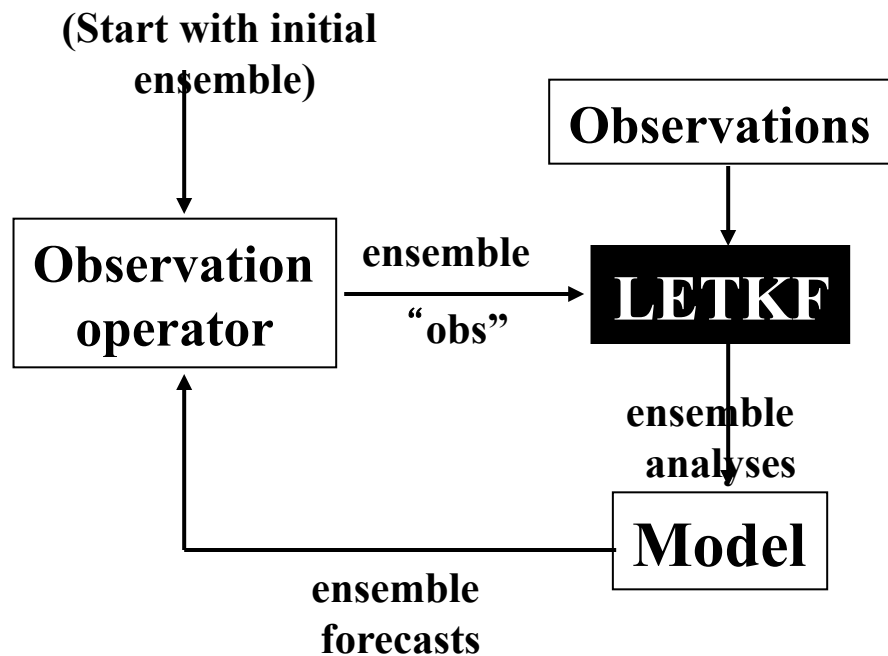 (Start with initial
ensemble)
Observations
Observation
operator
ensemble
“obs”
LETKF
ensemble
analyses
Model
ensemble
forecasts